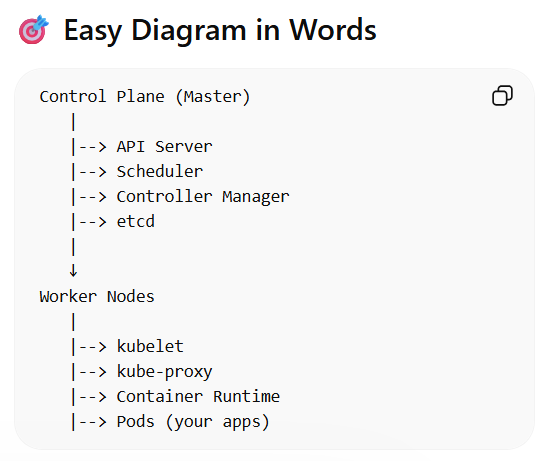 🎯 Easy Diagram in Words
Control Plane (Master)
|
|--> API Server
|--> Scheduler
|--> Controller Manager
|--> etcd
|
↓
Worker Nodes
|
|--> kubelet
|--> kube-proxy
|--> Container Runtime
|--> Pods (your apps)